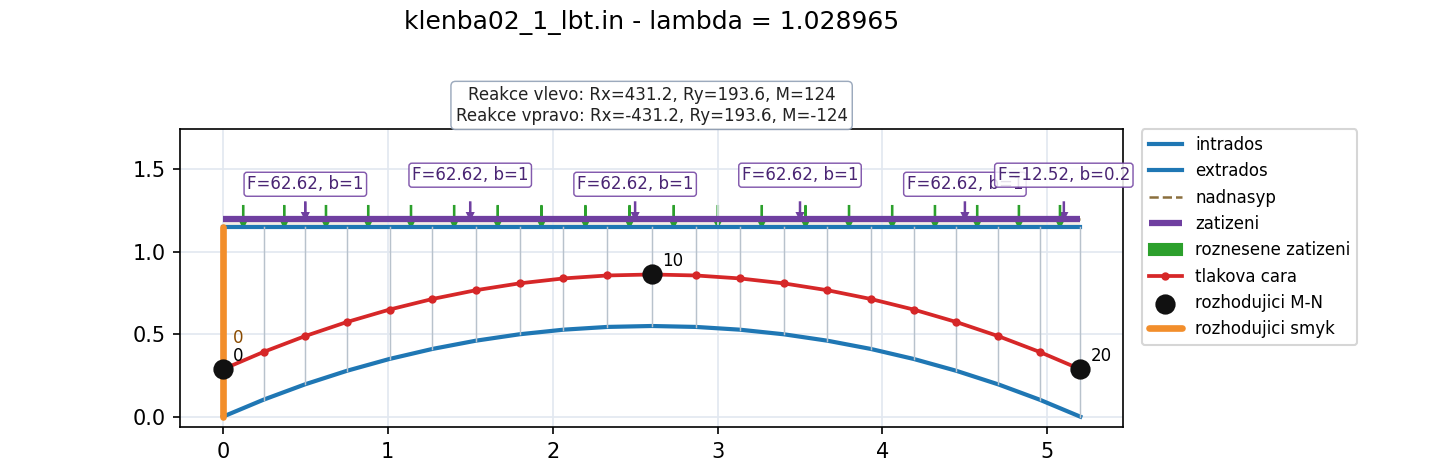 klenba02_1_lbt.in - lambda = 1.028965
Reakce vlevo: Rx=431.2, Ry=193.6, M=124
Reakce vpravo: Rx=-431.2, Ry=193.6, M=-124
F=62.62, b=1
F=62.62, b=1
F=62.62, b=1
F=62.62, b=1
F=62.62, b=1
F=12.52, b=0.2
1.5
1.0
0.5
0.0
0
0
10
20
0
1
2
3
4
5
intrados
extrados
nadnasyp
zatizeni
roznesene zatizeni
tlakova cara
rozhodujici M-N
rozhodujici smyk